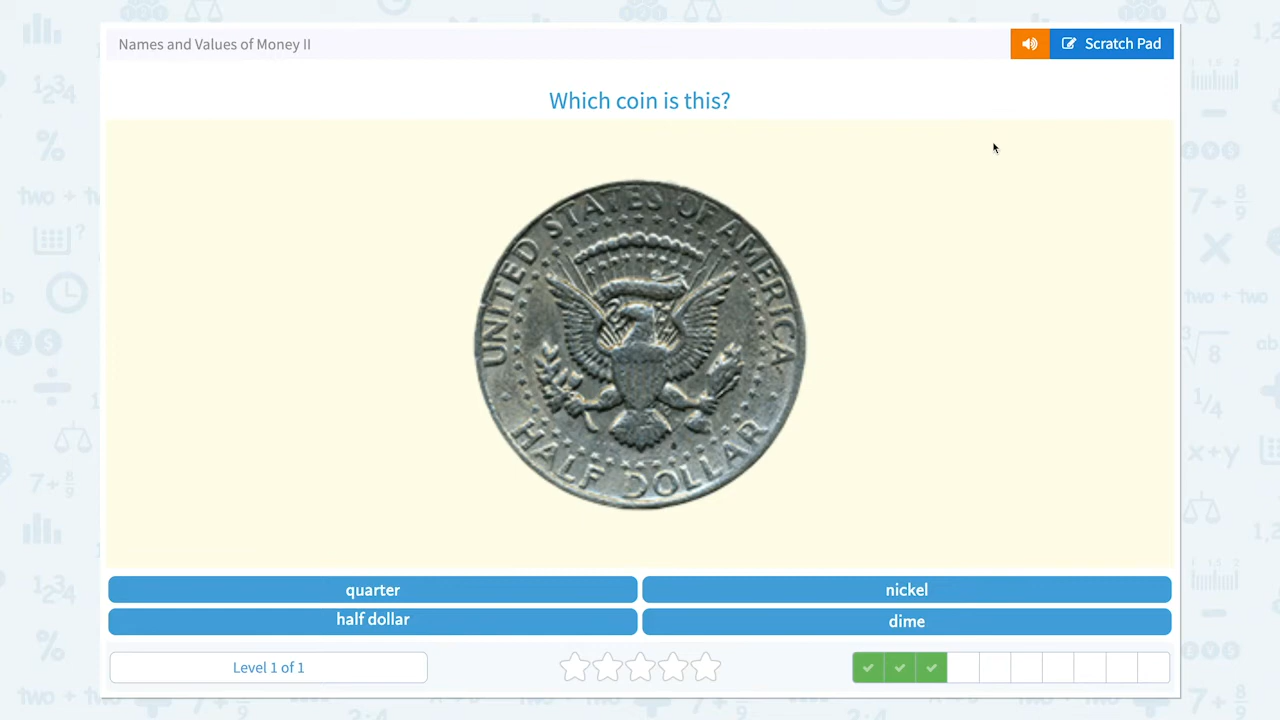 Names and Values of Money II
Scratch Pad
Which coin is this?
UNITED STATES OF AMERICA
HALF DOLLAR
quarter
nickel
half dollar
dime
Level 1 of 1